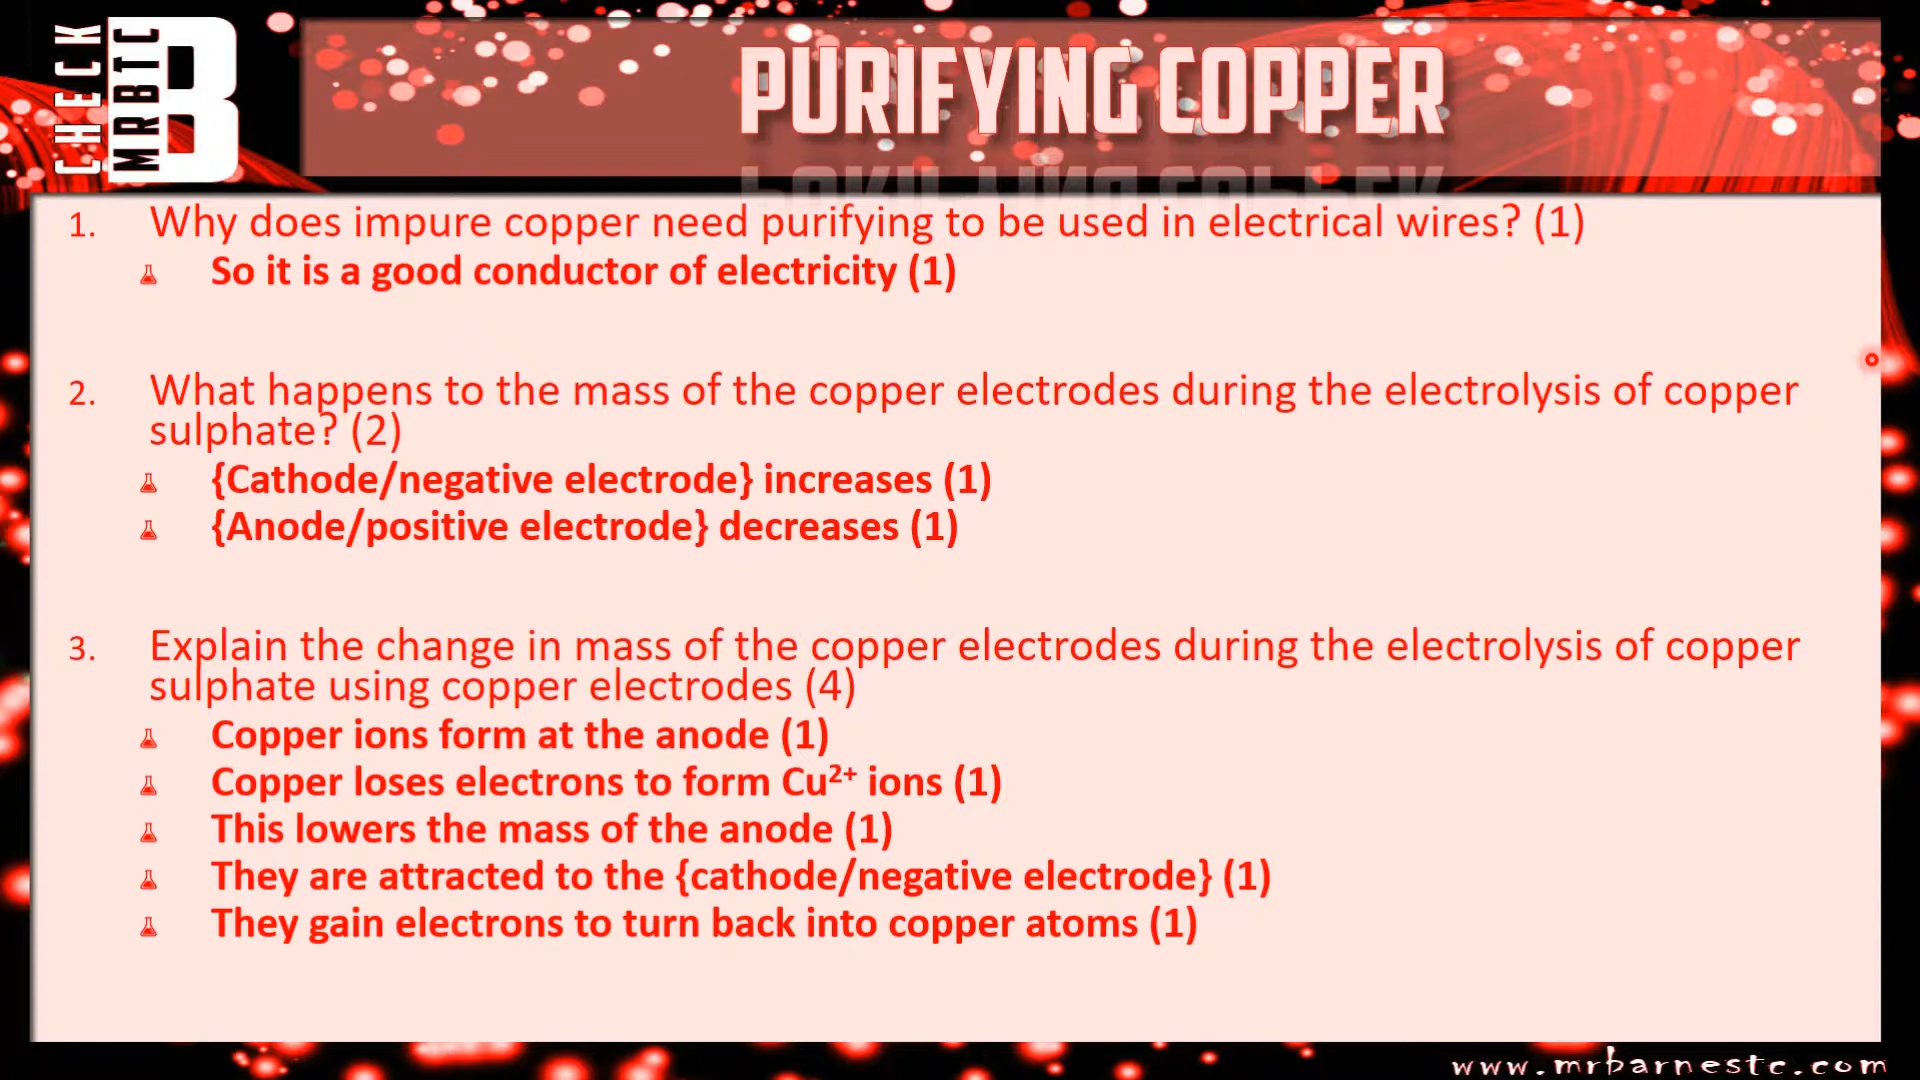 CHECK
MRBTC
B
PURIFYING COPPER
1. Why does impure copper need purifying to be used in electrical wires? (1)
So it is a good conductor of electricity (1)
2. What happens to the mass of the copper electrodes during the electrolysis of copper
sulphate? (2)
{Cathode/negative electrode} increases (1)
{Anode/positive electrode} decreases (1)
3. Explain the change in mass of the copper electrodes during the electrolysis of copper
sulphate using copper electrodes (4)
Copper ions form at the anode (1)
Copper loses electrons to form Cu²⁺ ions (1)
This lowers the mass of the anode (1)
They are attracted to the {cathode/negative electrode} (1)
They gain electrons to turn back into copper atoms (1)
www.mrbarnestc.com